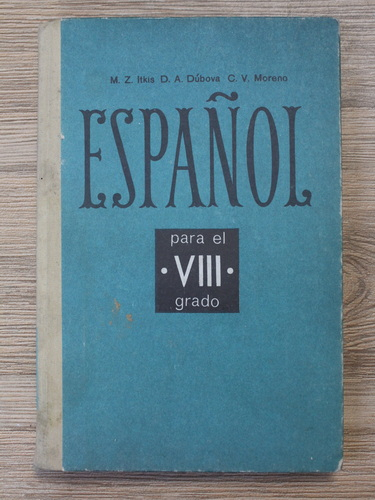 M. Z. Itkis D. A. Dúbova C. V. Moreno
ESPAÑOL
para el
· VIII ·
grado